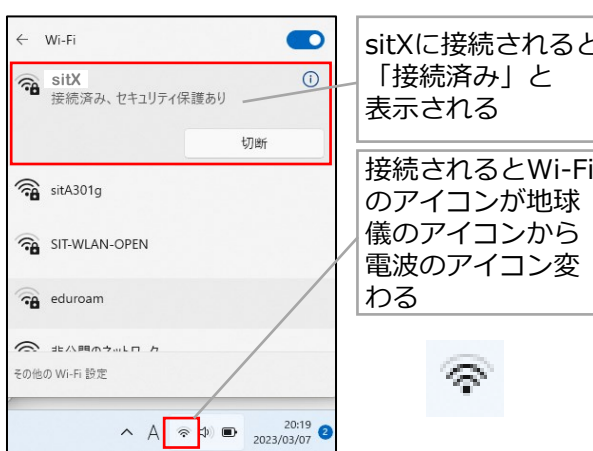 Wi-Fi
sitX
接続済み、セキュリティ保護あり
切断
sitA301g
SIT-WLAN-OPEN
eduroam
その他の Wi-Fi 設定
A
20:19
2023/03/07
2
sitXに接続されると
「接続済み」と
表示される
接続されるとWi-Fi
のアイコンが地球
儀のアイコンから
電波のアイコン変
わる